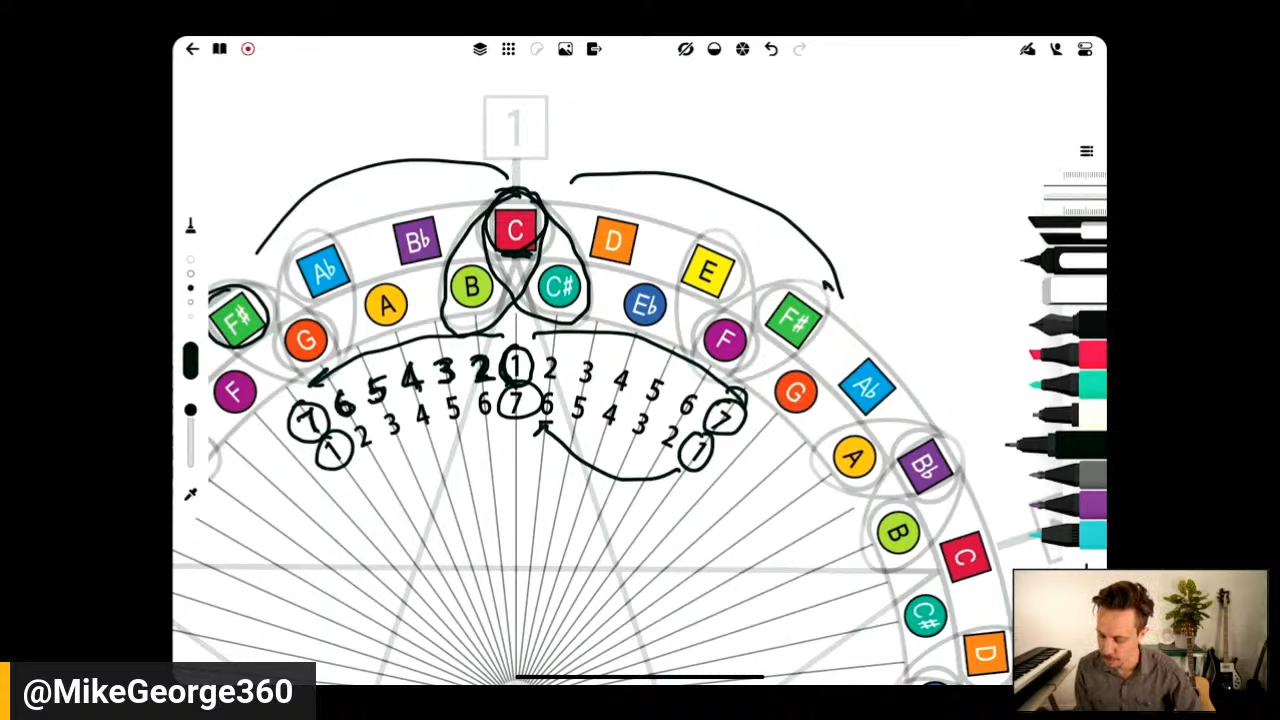 1
C
Bb D
Ab E
B C#
A Eb
F# G F F#
F G Ab
7 6 5 4 3 2 1 2 3 4 5 6 7
1 2 3 4 5 6 7 6 5 4 3 2 1
A Bb
B
C
C#
D
@MikeGeorge360